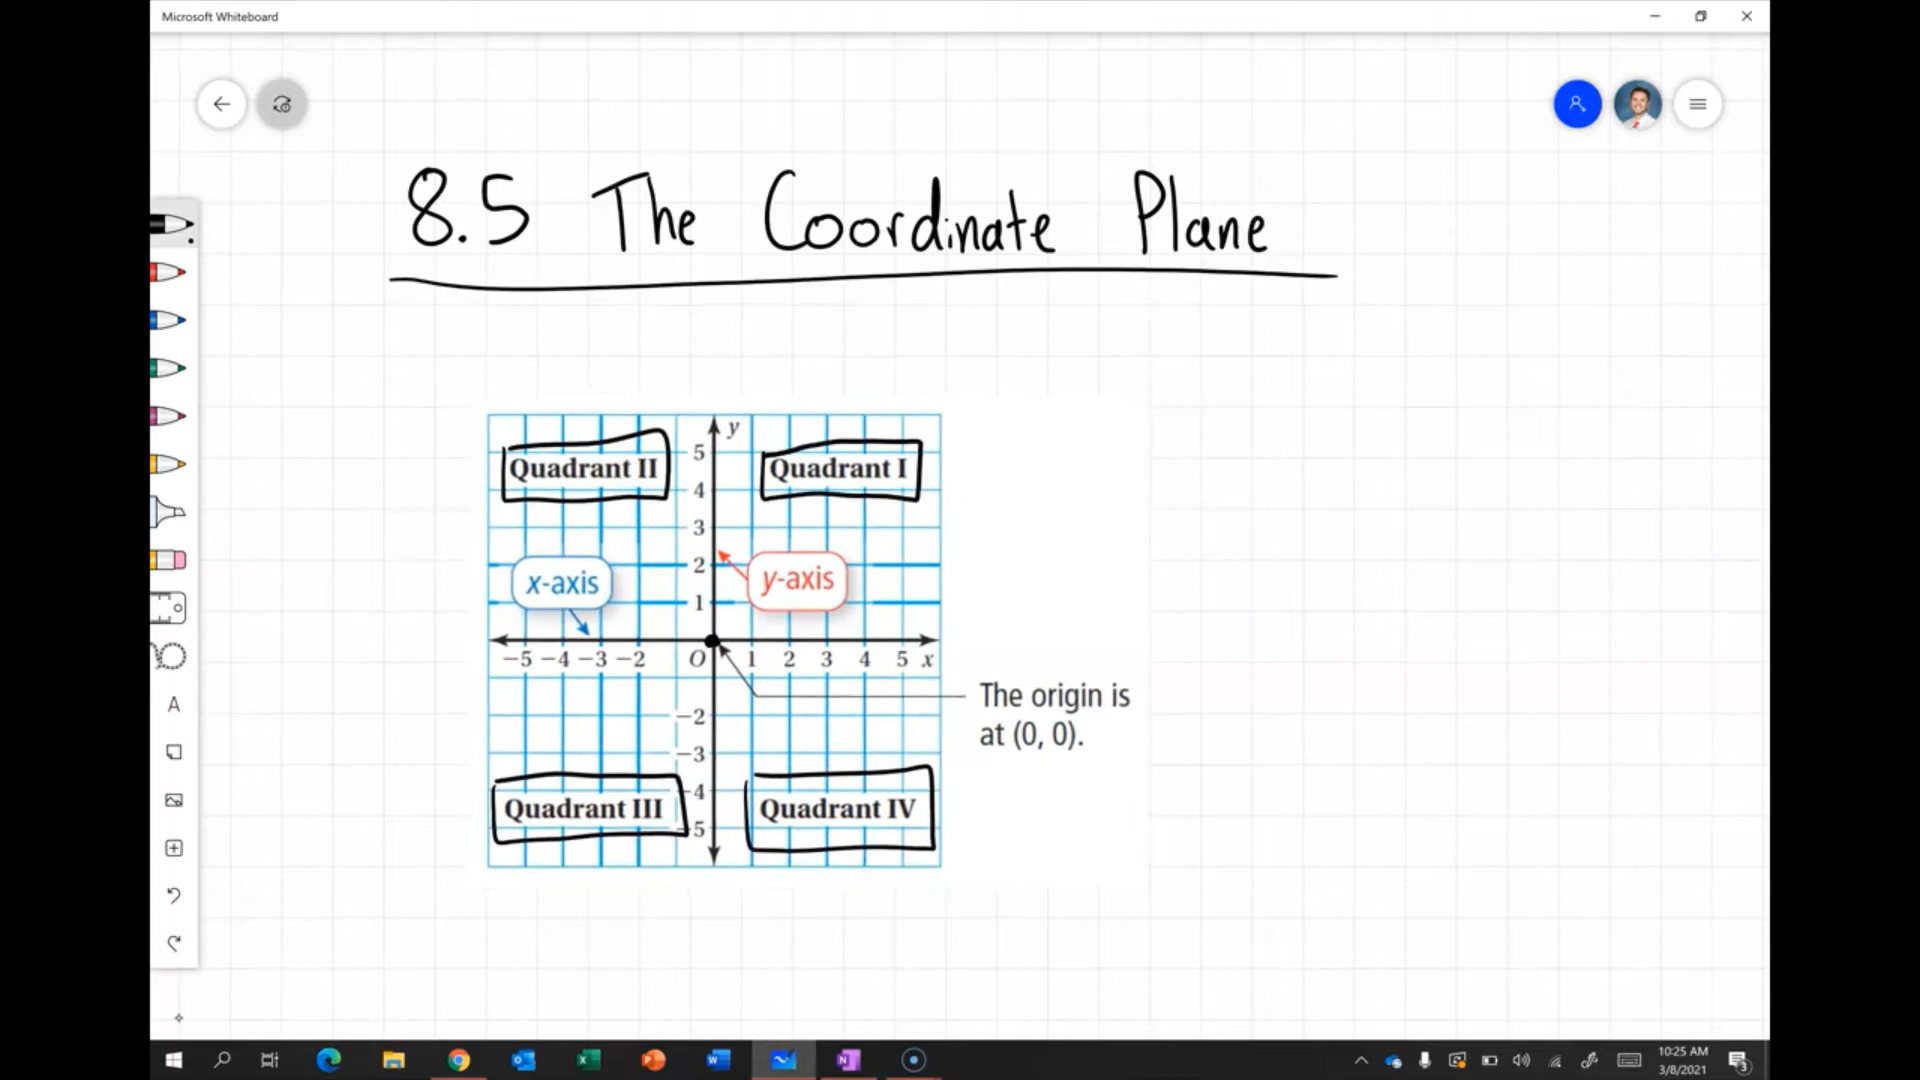 Microsoft Whiteboard
8.5 The Coordinate Plane
y
5
Quadrant II
Quadrant I
4
3
2
x-axis
y-axis
1
−5 −4 −3 −2 O 1 2 3 4 5 x
The origin is
−2
at (0, 0).
−3
−4
Quadrant III
Quadrant IV
5
A
10:25 AM
3/8/2021
3